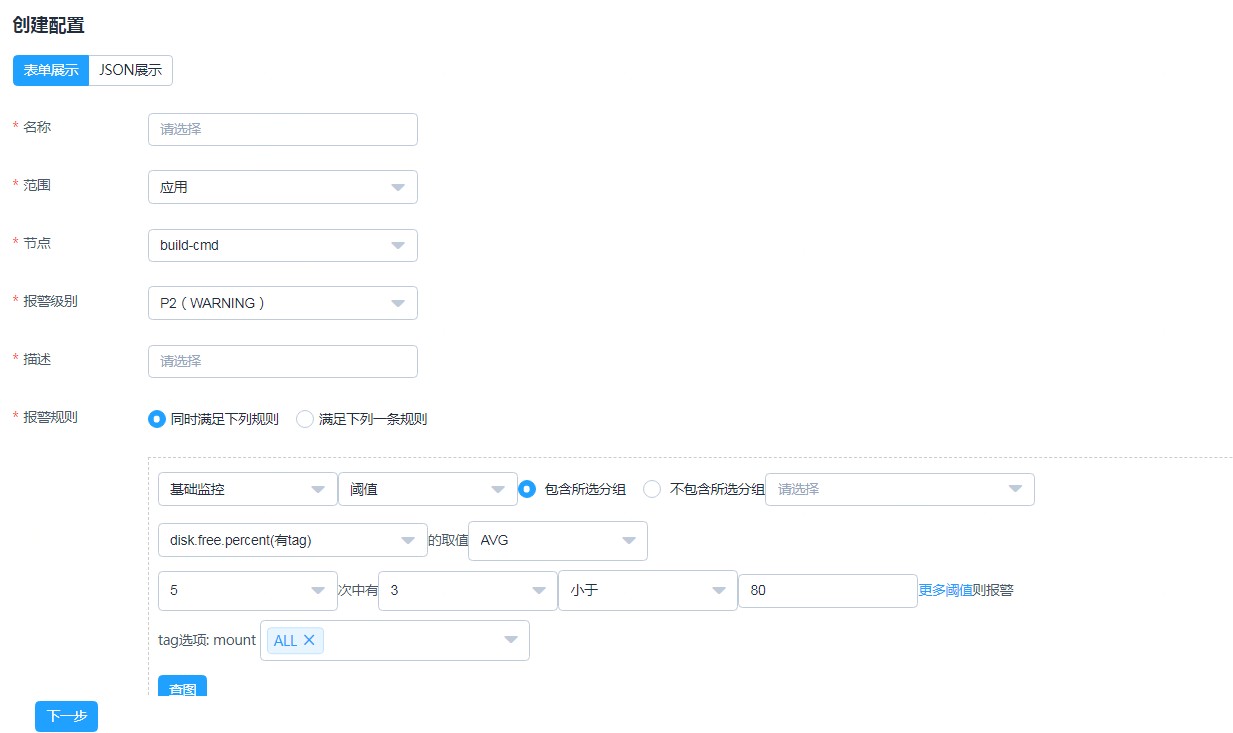 创建配置
表单展示 JSON展示
* 名称 请选择
* 范围 应用
* 节点 build-cmd
* 报警级别 P2 ( WARNING )
* 描述 请选择
* 报警规则 同时满足下列规则 满足下列一条规则
基础监控 阈值 包含所选分组 不包含所选分组 请选择
disk.free.percent(有tag) 的取值 AVG
5 次中有 3 小于 80 更多阈值则报警
tag选项: mount ALL ×
查图
下一步